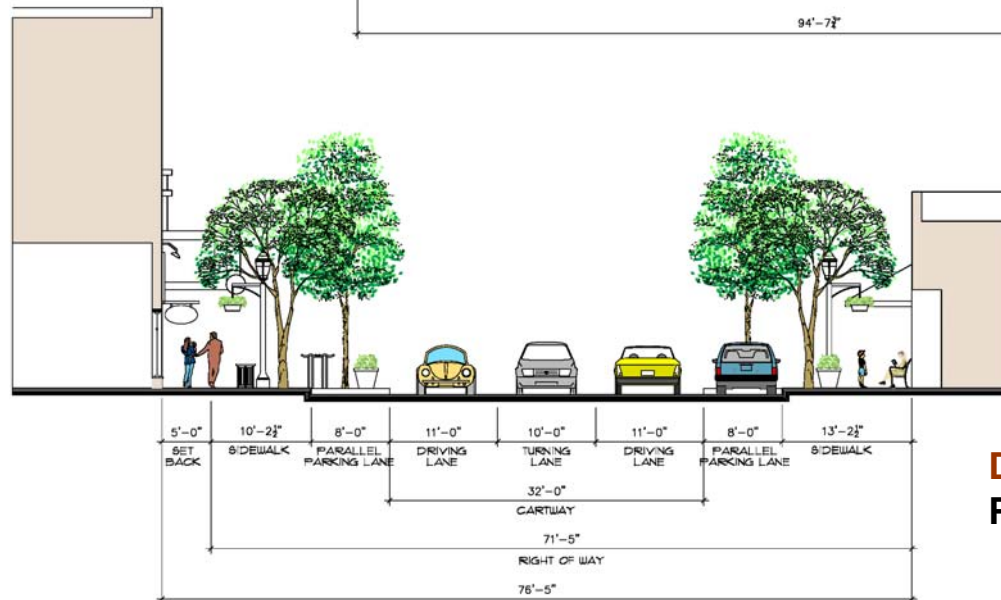 94'-7¾"
5'-0" 10'-2½" 8'-0" 11'-0" 10'-0" 11'-0" 8'-0" 13'-2½"
SET SIDEWALK PARALLEL DRIVING TURNING DRIVING PARALLEL SIDEWALK
BACK PARKING LANE LANE LANE LANE PARKING LANE
32'-0"
CARTWAY
71'-5"
RIGHT OF WAY
76'-5"